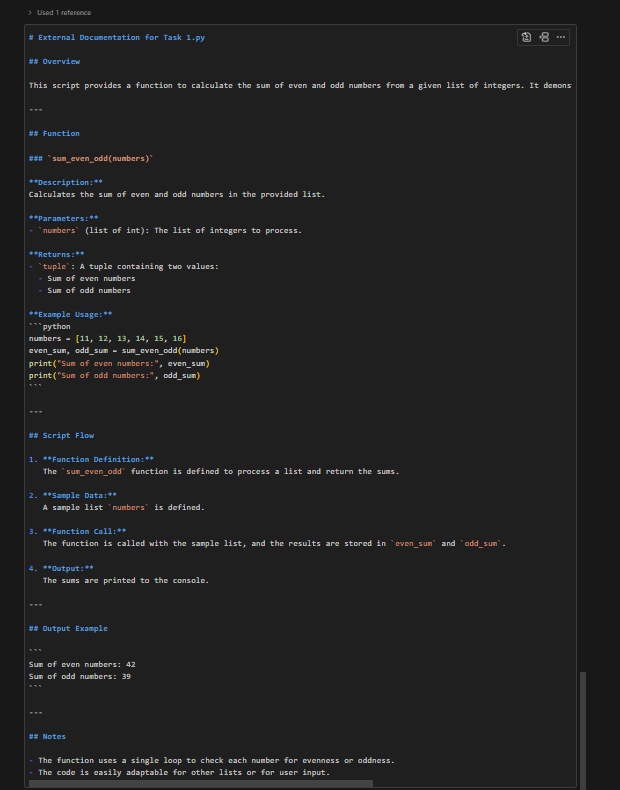 Used 1 reference
# External Documentation for Task 1.py
## Overview
This script provides a function to calculate the sum of even and odd numbers from a given list of integers. It demons
---
## Function
### `sum_even_odd(numbers)`
**Description:**
Calculates the sum of even and odd numbers in the provided list.
**Parameters:**
- `numbers` (list of int): The list of integers to process.
**Returns:**
- `tuple`: A tuple containing two values:
  - Sum of even numbers
  - Sum of odd numbers
**Example Usage:**
```python
numbers = [11, 12, 13, 14, 15, 16]
even_sum, odd_sum = sum_even_odd(numbers)
print("Sum of even numbers:", even_sum)
print("Sum of odd numbers:", odd_sum)
```
---
## Script Flow
1. **Function Definition:**
   The `sum_even_odd` function is defined to process a list and return the sums.
2. **Sample Data:**
   A sample list `numbers` is defined.
3. **Function Call:**
   The function is called with the sample list, and the results are stored in `even_sum` and `odd_sum`.
4. **Output:**
   The sums are printed to the console.
---
## Output Example
```
Sum of even numbers: 42
Sum of odd numbers: 39
```
---
## Notes
- The function uses a single loop to check each number for evenness or oddness.
- The code is easily adaptable for other lists or for user input.